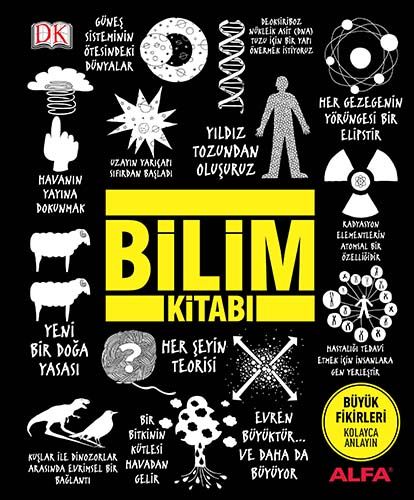 DK
GÜNEŞ
SİSTEMİNİN
ÖTESİNDEKİ
DÜNYALAR
DEOKSİRİBOZ
NÜKLEİK ASİT (DNA)
TUZU İÇİN BİR YAPI
ÖNERMEK İSTİYORUZ
HER GEZEGENİN
YÖRÜNGESİ BİR
ELİPSTİR
HAVANIN
YAYINA
DOKUNMAK
UZAYIN YARIÇAPI
SIFIRDAN BAŞLADI
YILDIZ
TOZUNDAN
OLUŞURUZ
RADYASYON
ELEMENTLERİN
ATOMSAL BİR
ÖZELLİĞİDİR
BİLİM
KİTABI
YENİ
BİR DOĞA
YASASI
?
HER ŞEYİN
TEORİSİ
HASTALIĞI TEDAVİ
ETMEK İÇİN İNSANLARA
GEN YERLEŞTİR
KUŞLAR İLE DİNOZORLAR
ARASINDA EVRİMSEL BİR
BAĞLANTI
BİR
BİTKİNİN
KÜTLESİ
HAVADAN
GELİR
EVREN
BÜYÜKTÜR...
VE DAHA DA
BÜYÜYOR
BÜYÜK
FİKİRLERİ
KOLAYCA
ANLAYIN
ALFA